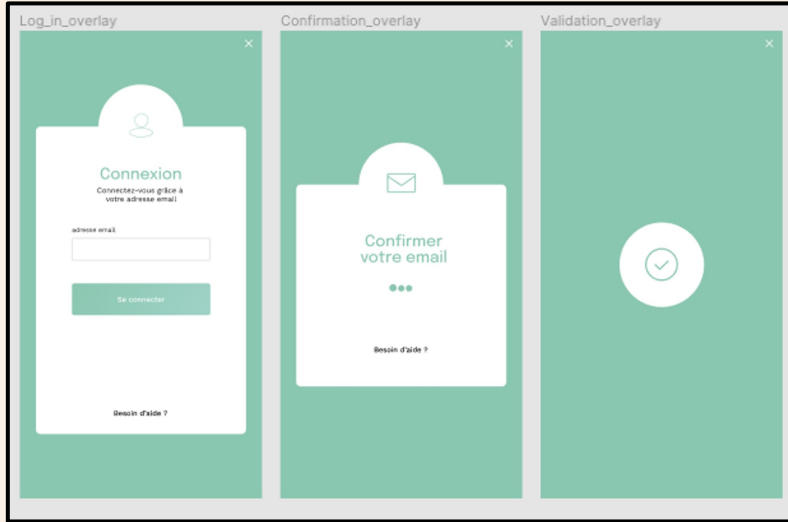 Log_in_overlay
Connexion
Connectez-vous grâce à
votre adresse email
adresse email
Se connecter
Besoin d'aide ?
Confirmation_overlay
Confirmer
votre email
Besoin d'aide ?
Validation_overlay